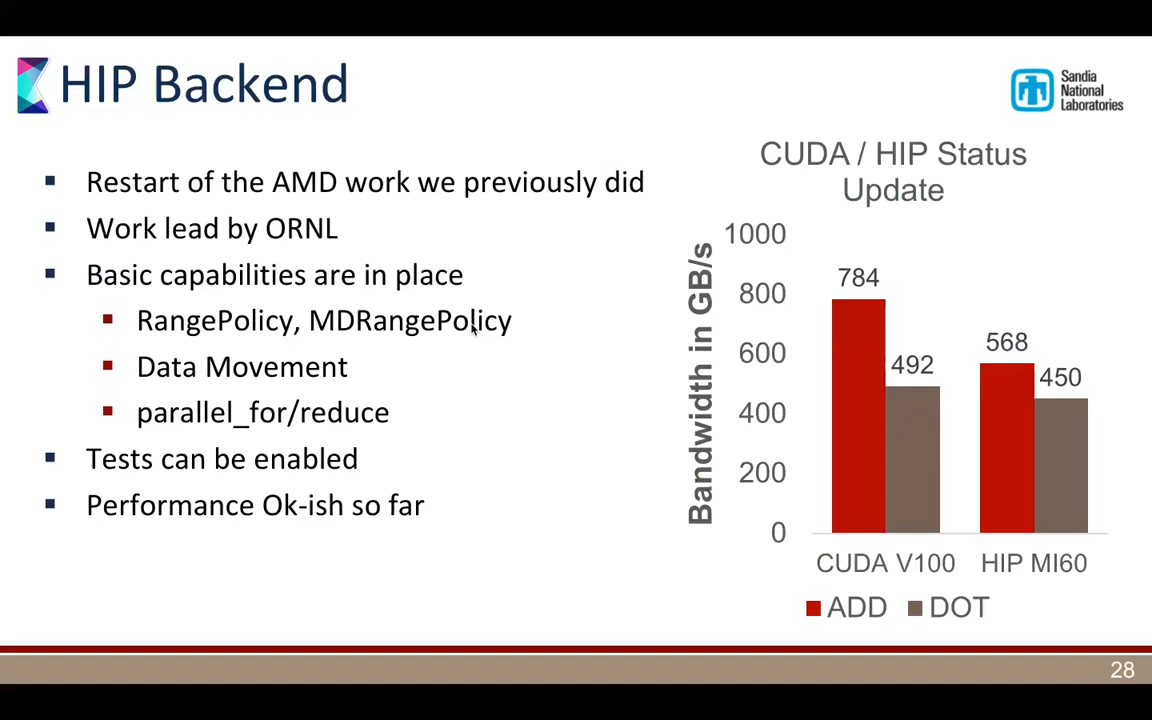 HIP Backend
Sandia
National
Laboratories
Restart of the AMD work we previously did
Work lead by ORNL
Basic capabilities are in place
RangePolicy, MDRangePolicy
Data Movement
parallel_for/reduce
Tests can be enabled
Performance Ok-ish so far
CUDA / HIP Status
Update
Bandwidth in GB/s
1000
800
600
400
200
0
784
492
568
450
CUDA V100
HIP MI60
ADD
DOT
28